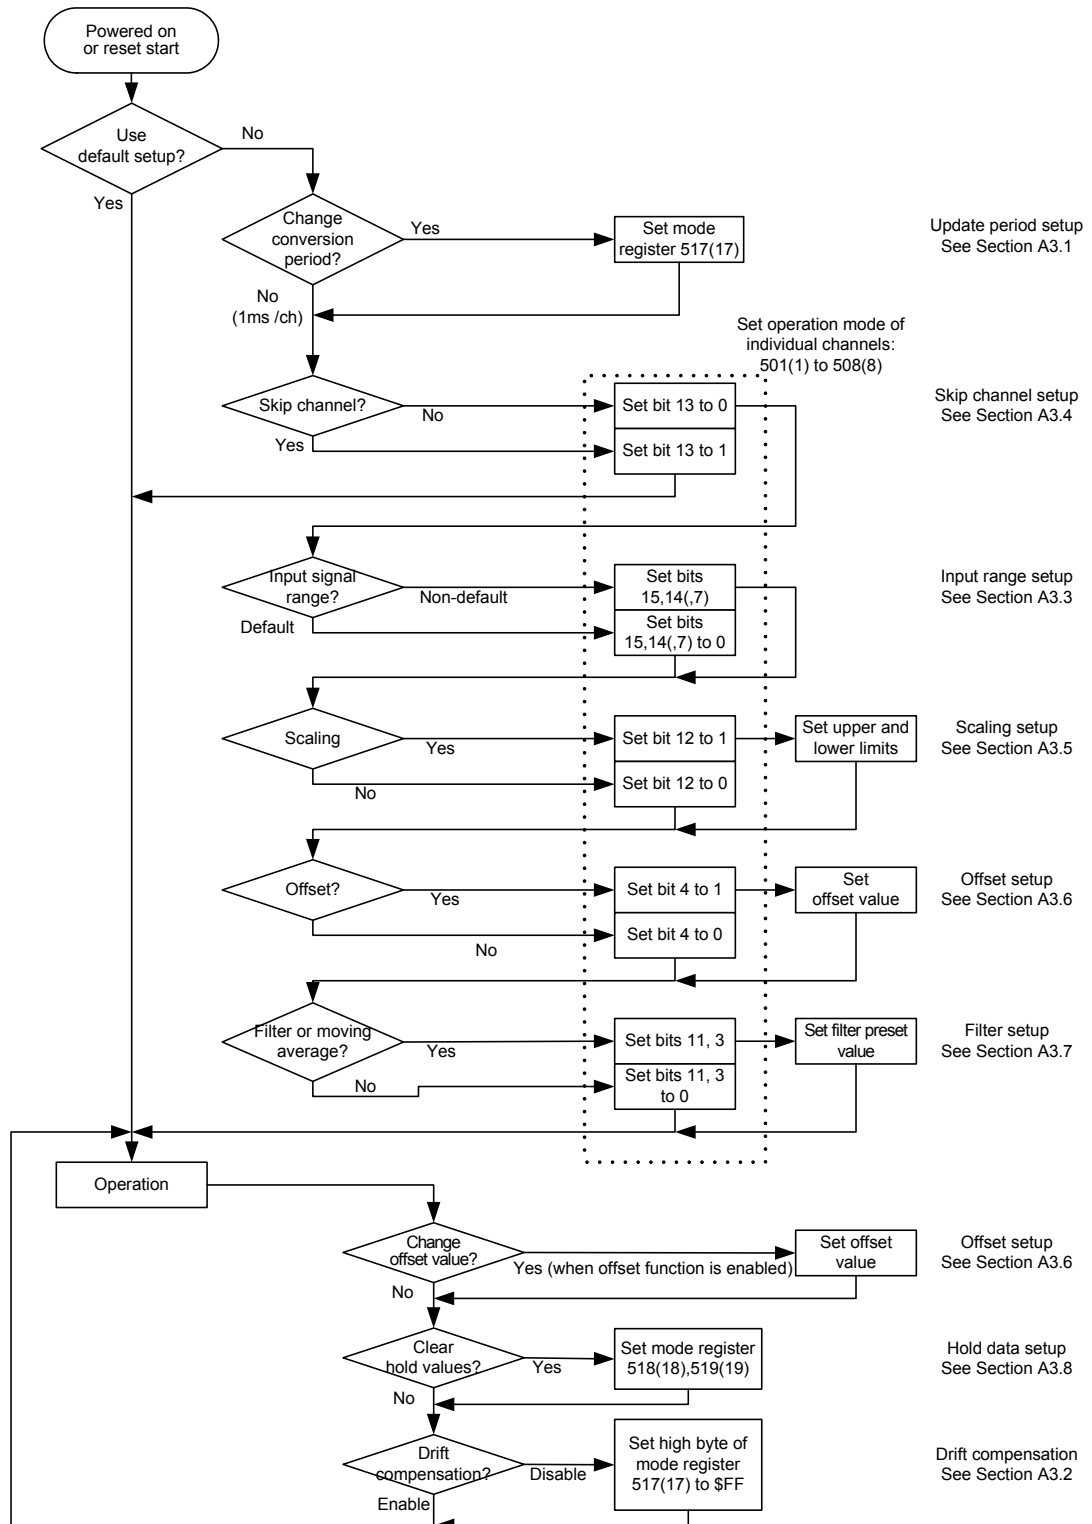 Powered on
or reset start
Use
default setup?
No
Yes
Change
conversion
period?
Yes
Set mode
register 517(17)
Update period setup
See Section A3.1
No
(1ms /ch)
Set operation mode of
individual channels:
501(1) to 508(8)
Skip channel?
No
Yes
Set bit 13 to 0
Set bit 13 to 1
Skip channel setup
See Section A3.4
Input signal
range?
Non-default
Default
Set bits
15,14(,7)
Set bits
15,14(,7) to 0
Input range setup
See Section A3.3
Scaling
Yes
No
Set bit 12 to 1
Set bit 12 to 0
Set upper and
lower limits
Scaling setup
See Section A3.5
Offset?
Yes
No
Set bit 4 to 1
Set bit 4 to 0
Set
offset value
Offset setup
See Section A3.6
Filter or moving
average?
Yes
No
Set bits 11, 3
Set bits 11, 3
to 0
Set filter preset
value
Filter setup
See Section A3.7
Operation
Change
offset value?
Yes (when offset function is enabled)
No
Set offset
value
Offset setup
See Section A3.6
Clear
hold values?
Yes
No
Set mode register
518(18),519(19)
Hold data setup
See Section A3.8
Drift
compensation?
Disable
Enable
Set high byte of
mode register
517(17) to $FF
Drift compensation
See Section A3.2